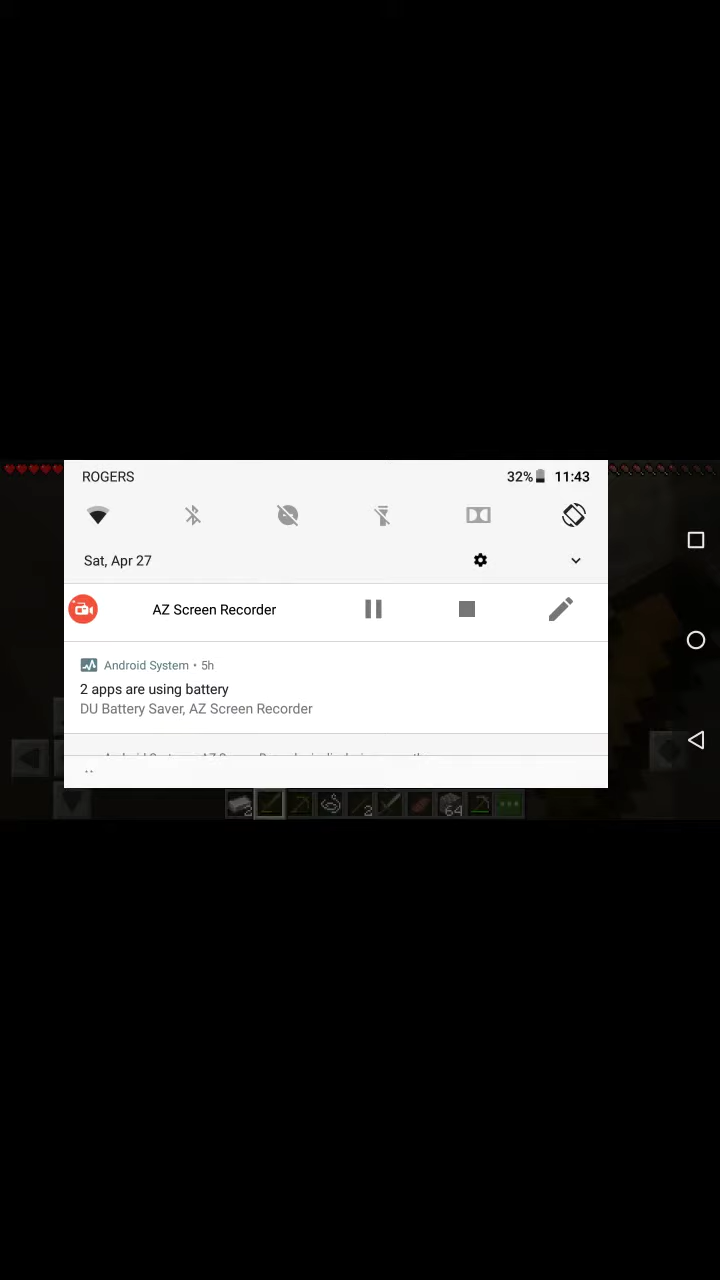 ROGERS 32% 11:43
Sat, Apr 27
AZ Screen Recorder
Android System • 5h
2 apps are using battery
DU Battery Saver, AZ Screen Recorder
2 2 64